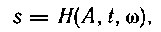 s = H(A, t, ω),